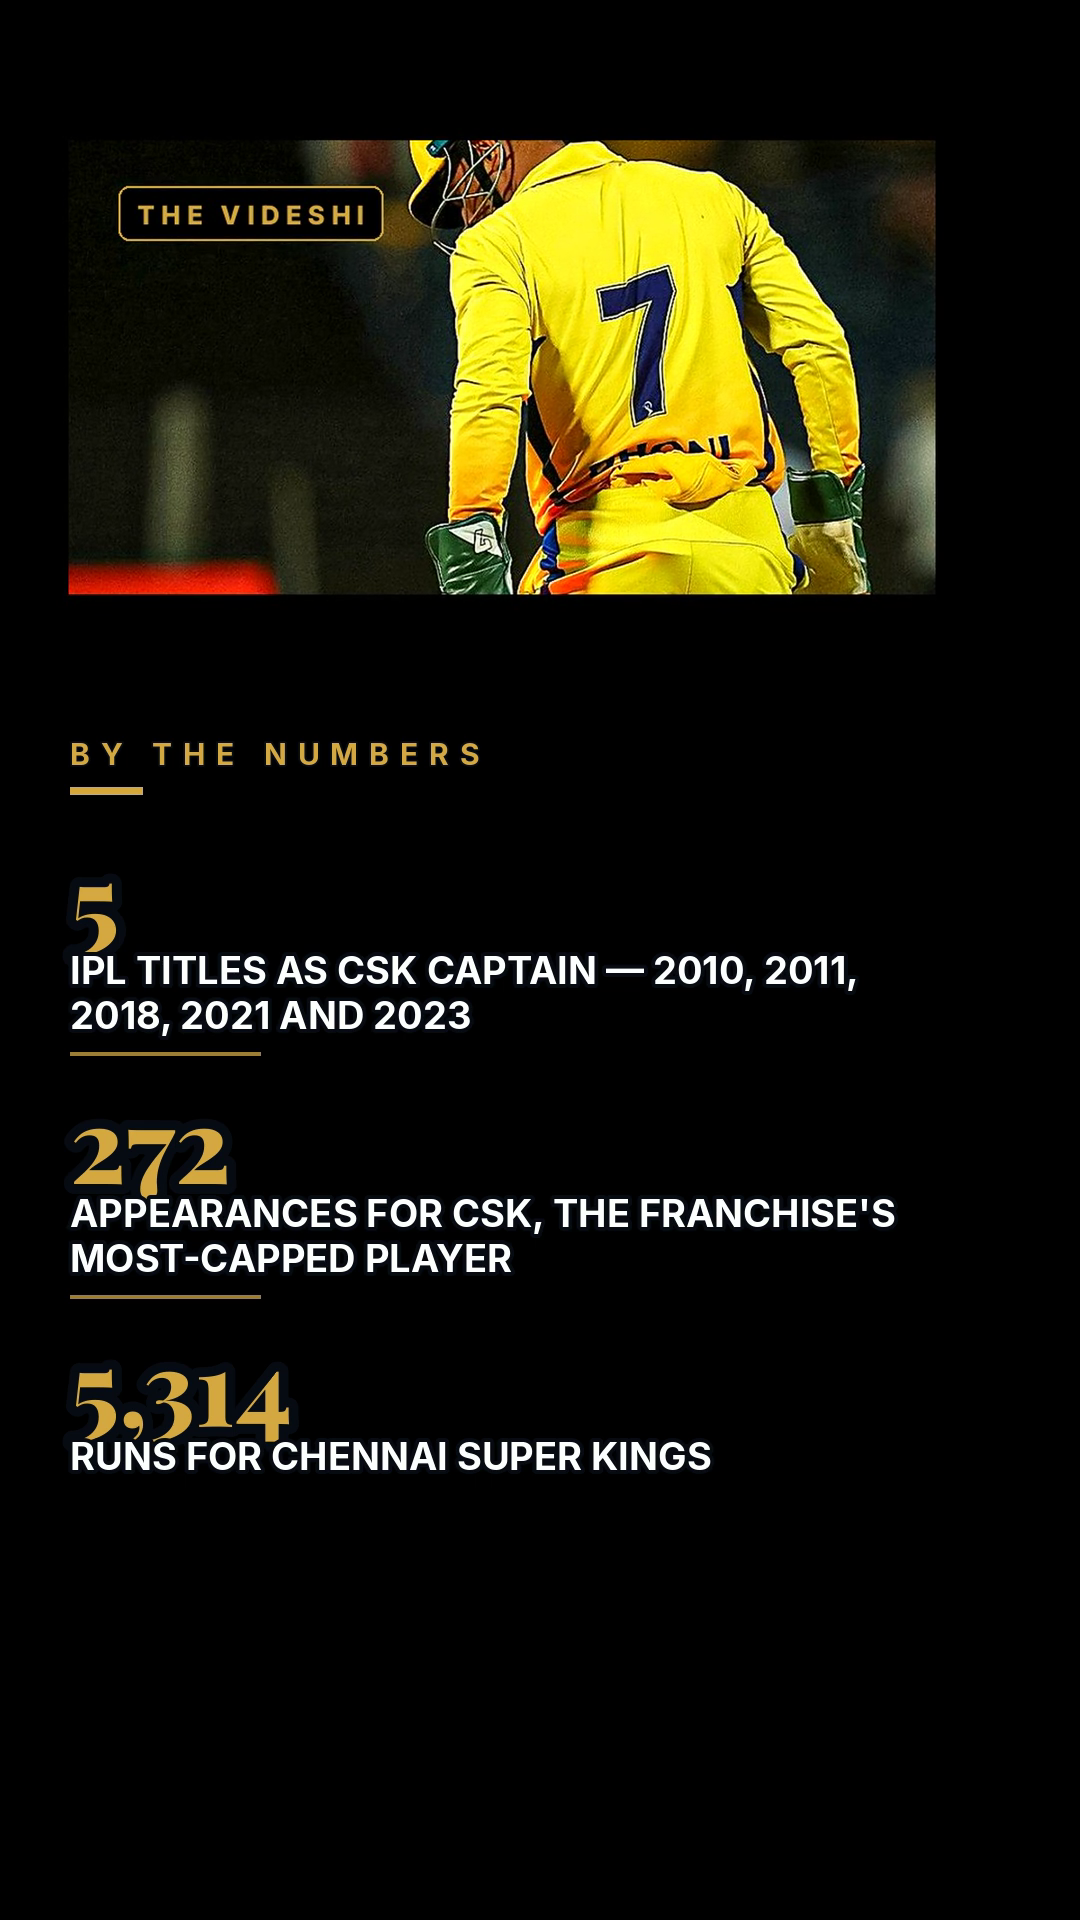 THE VIDESHI
7
DHONI
BY THE NUMBERS
5
IPL TITLES AS CSK CAPTAIN — 2010, 2011,
2018, 2021 AND 2023
272
APPEARANCES FOR CSK, THE FRANCHISE'S
MOST-CAPPED PLAYER
5,314
RUNS FOR CHENNAI SUPER KINGS